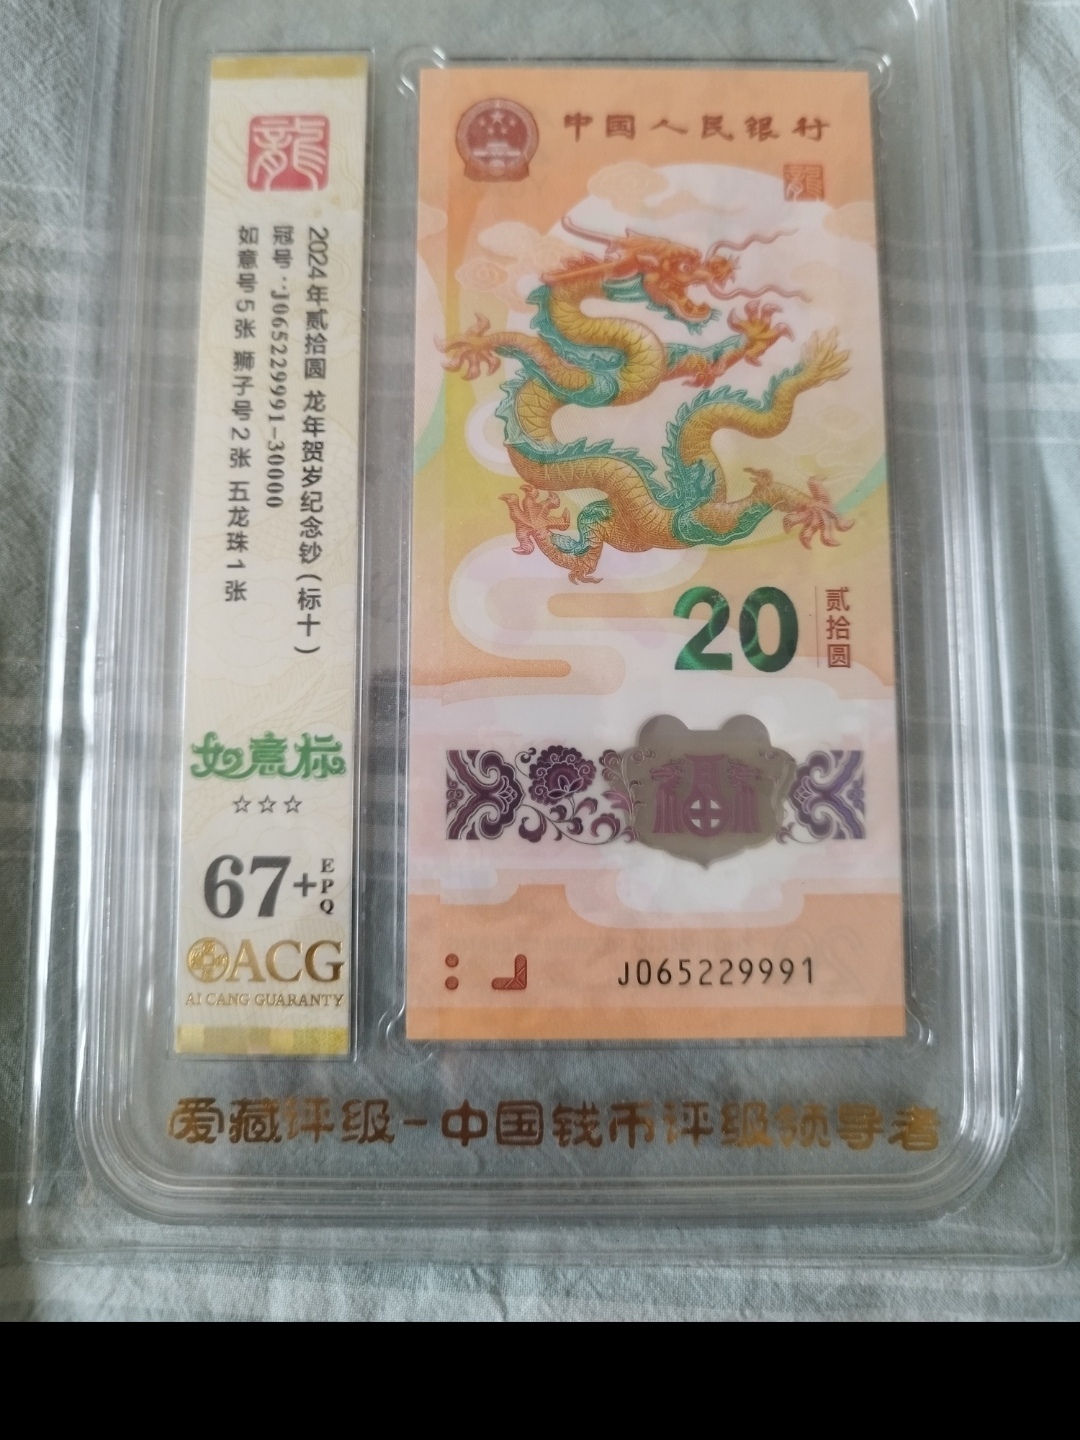 龍
2024年贰拾圆 龙年贺岁纪念钞(标十)
冠号:J065229991-30000
如意号5张 狮子号2张 五龙珠1张
如意标
☆☆☆
67+
EPQ
ACG
AI CANG GUARANTY
中国人民银行
龍
20
贰拾圆
福
J065229991
爱藏评级-中国钱币评级领导者